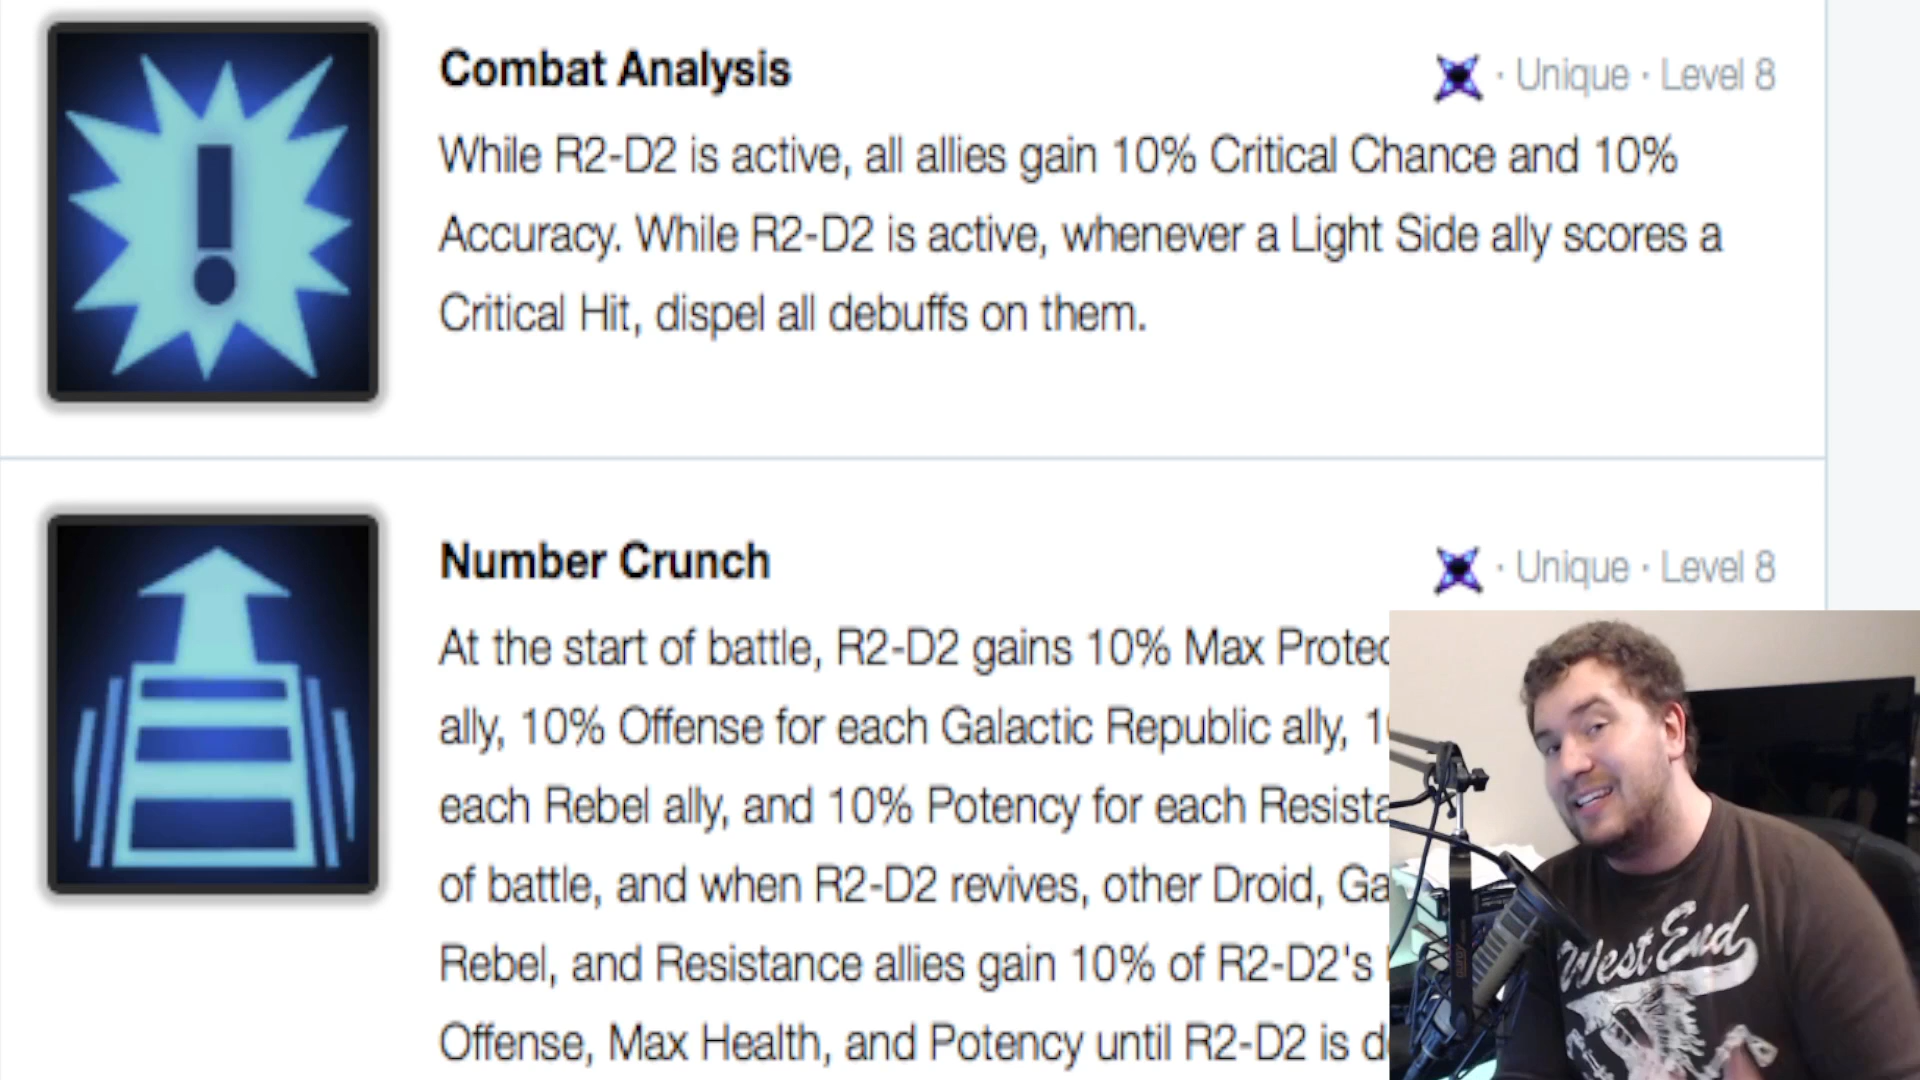 Combat Analysis
· Unique · Level 8
While R2-D2 is active, all allies gain 10% Critical Chance and 10%
Accuracy. While R2-D2 is active, whenever a Light Side ally scores a
Critical Hit, dispel all debuffs on them.
Number Crunch
· Unique · Level 8
At the start of battle, R2-D2 gains 10% Max Protec
ally, 10% Offense for each Galactic Republic ally, 1
each Rebel ally, and 10% Potency for each Resista
of battle, and when R2-D2 revives, other Droid, Ga
Rebel, and Resistance allies gain 10% of R2-D2's
Offense, Max Health, and Potency until R2-D2 is d
West End